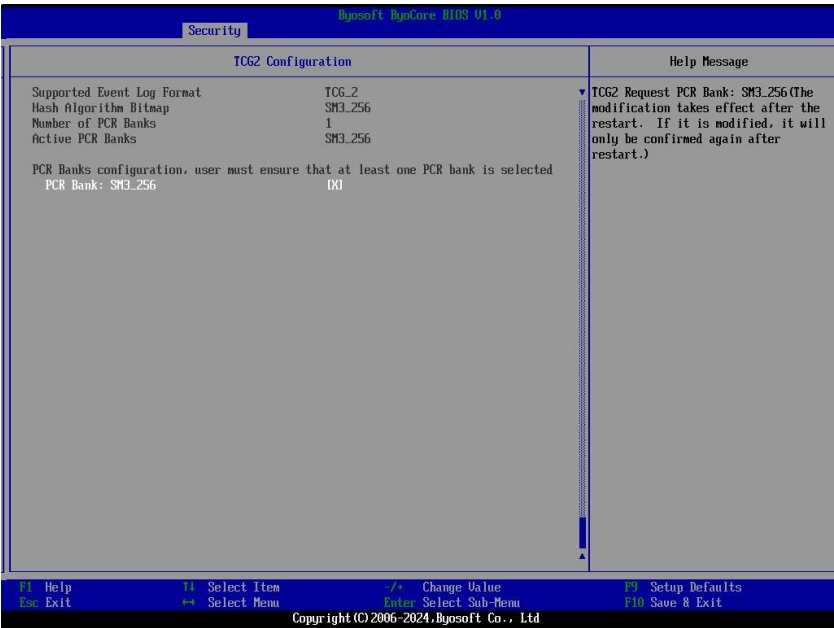 Byosoft ByoCore BIOS V1.0
Security
TCG2 Configuration
Help Message
Supported Event Log Format TCG_2
Hash Algorithm Bitmap SM3_256
Number of PCR Banks 1
Active PCR Banks SM3_256
PCR Banks configuration, user must ensure that at least one PCR bank is selected
PCR Bank: SM3_256 [X]
TCG2 Request PCR Bank: SM3_256(The
modification takes effect after the
restart. If it is modified, it will
only be confirmed again after
restart.)
F1 Help ↑↓ Select Item -/+ Change Value F9 Setup Defaults
Esc Exit ↔ Select Menu Enter Select Sub-Menu F10 Save & Exit
Copyright(C)2006-2024,Byosoft Co., Ltd